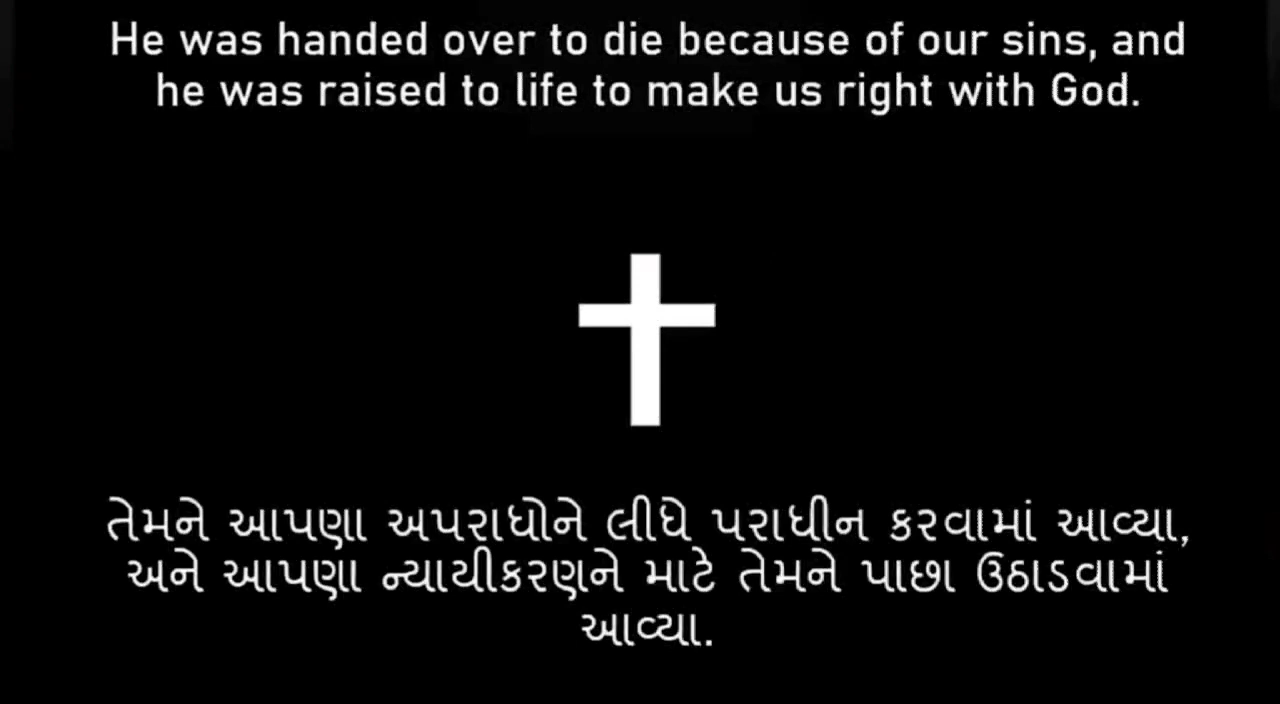 He was handed over to die because of our sins, and
he was raised to life to make us right with God.
તેમને આપણા અપરાધોને લીધે પરાધીન કરવામાં આવ્યા,
અને આપણા ન્યાયીકરણને માટે તેમને પાછા ઉઠાડવામાં
આવ્યા.